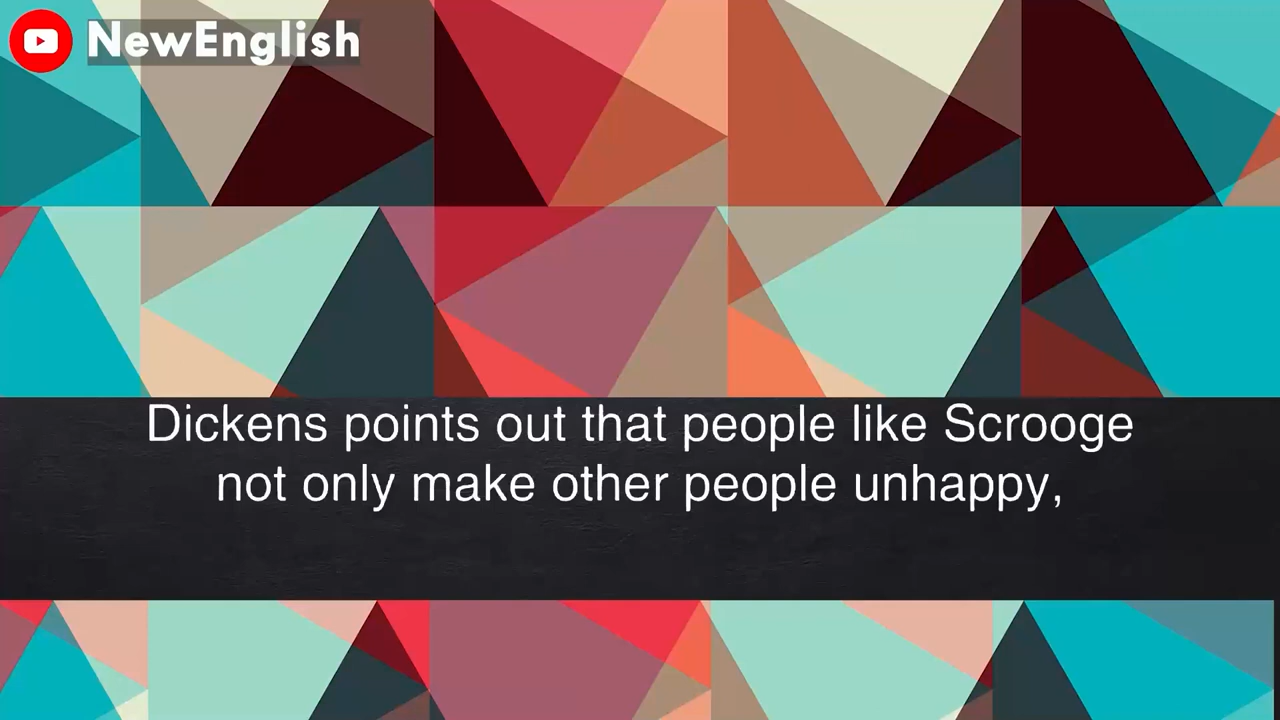 NewEnglish
Dickens points out that people like Scrooge
not only make other people unhappy,